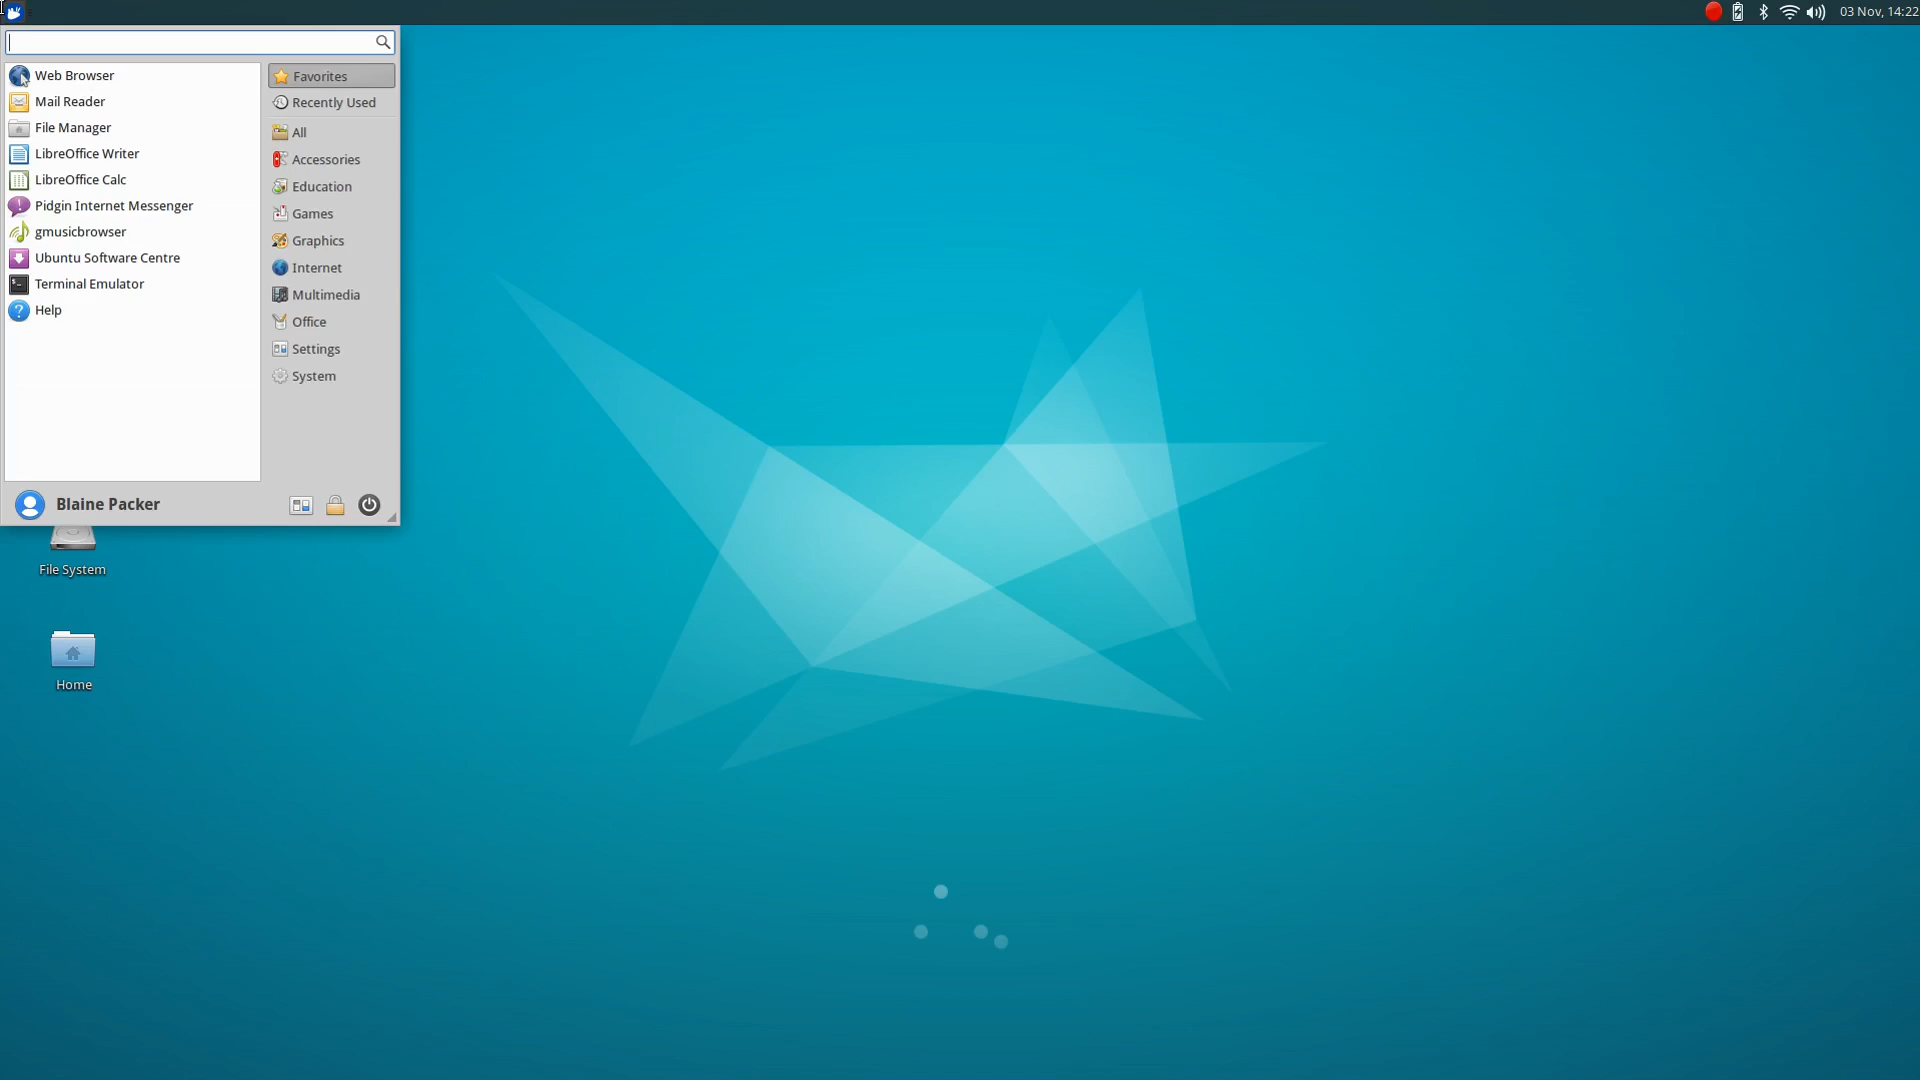 03 Nov, 14:22
Web Browser
Mail Reader
File Manager
LibreOffice Writer
LibreOffice Calc
Pidgin Internet Messenger
gmusicbrowser
Ubuntu Software Centre
Terminal Emulator
Help
Favorites
Recently Used
All
Accessories
Education
Games
Graphics
Internet
Multimedia
Office
Settings
System
Blaine Packer
File System
Home